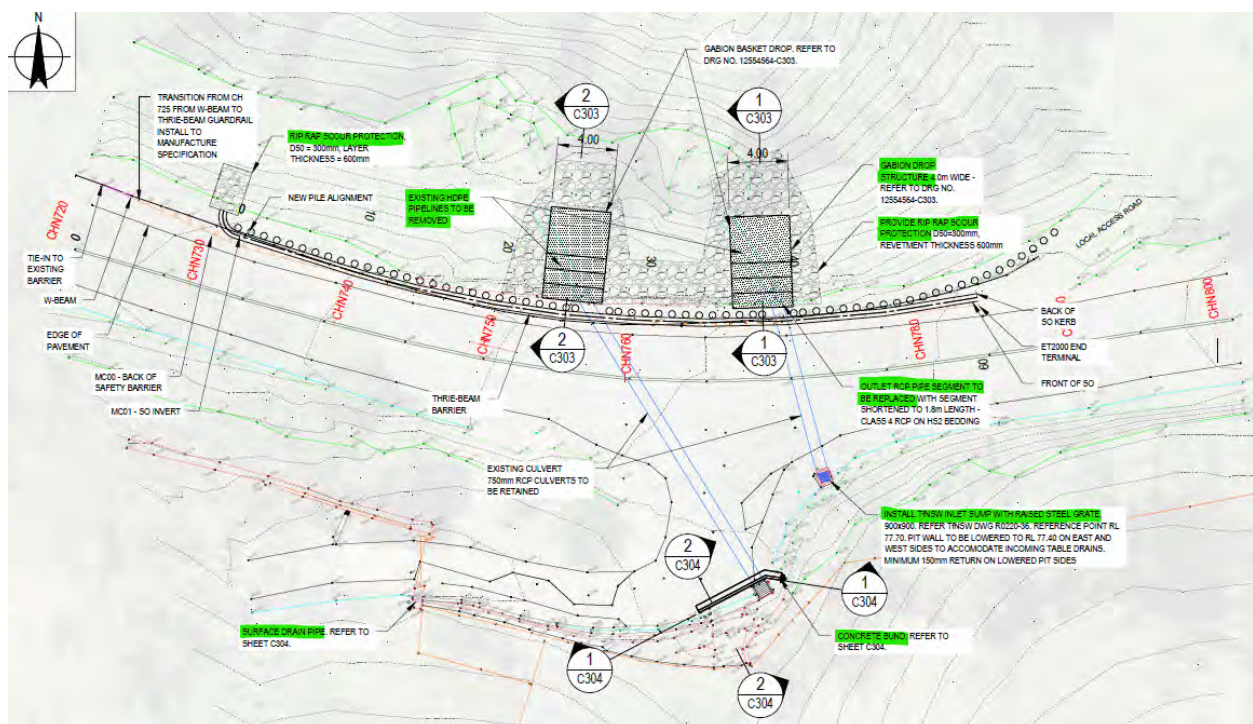 N
GABION BASKET DROP. REFER TO
DRG NO. 12554564-C303.
TRANSITION FROM CH
725 FROM W-BEAM TO
THRIE-BEAM GUARDRAIL
INSTALL TO
MANUFACTURE
SPECIFICATION
RIP RAP SCOUR PROTECTION,
D50 = 300mm, LAYER
THICKNESS = 600mm
2
C303
1
C303
4.00
4.00
NEW PILE ALIGNMENT
EXISTING HDPE
PIPELINES TO BE
REMOVED
GABION DROP
STRUCTURE 4.0m WIDE -
REFER TO DRG NO.
12554564-C303.
PROVIDE RIP RAP SCOUR
PROTECTION D50=300mm,
REVETMENT THICKNESS 600mm
LOCAL ACCESS ROAD
0
10
20
30
40
0
60
CHN720
CHN730
CHN740
CHN750
CHN760
CHN780
CHN800
TIE-IN TO
EXISTING
BARRIER
W-BEAM
EDGE OF
PAVEMENT
MC00 - BACK OF
SAFETY BARRIER
MC01 - SO INVERT
THRIE-BEAM
BARRIER
2
C303
1
C303
BACK OF
SO KERB
ET2000 END
TERMINAL
FRONT OF SO
OUTLET RCP PIPE SEGMENT TO
BE REPLACED WITH SEGMENT
SHORTENED TO 1.8m LENGTH -
CLASS 4 RCP ON HS2 BEDDING
EXISTING CULVERT
750mm RCP CULVERTS TO
BE RETAINED
INSTALL TfNSW INLET SUMP WITH RAISED STEEL GRATE
900x900. REFER TfNSW DWG R0220-36. REFERENCE POINT RL
77.70. PIT WALL TO BE LOWERED TO RL 77.40 ON EAST AND
WEST SIDES TO ACCOMODATE INCOMING TABLE DRAINS.
MINIMUM 150mm RETURN ON LOWERED PIT SIDES
2
C304
1
C304
SURFACE DRAIN PIPE. REFER TO
SHEET C304.
CONCRETE BUND. REFER TO
SHEET C304.
1
C304
2
C304